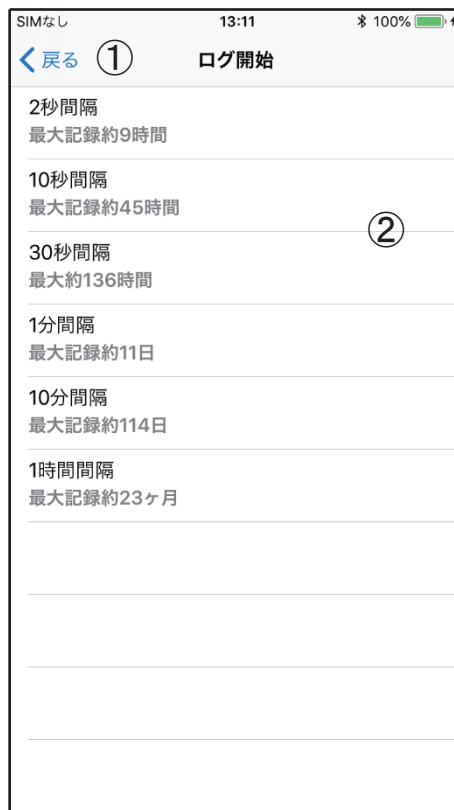 SIMなし 13:11 100%
戻る ① ログ開始
2秒間隔
最大記録約9時間
10秒間隔
最大記録約45時間
②
30秒間隔
最大約136時間
1分間隔
最大記録約11日
10分間隔
最大記録約114日
1時間間隔
最大記録約23ヶ月